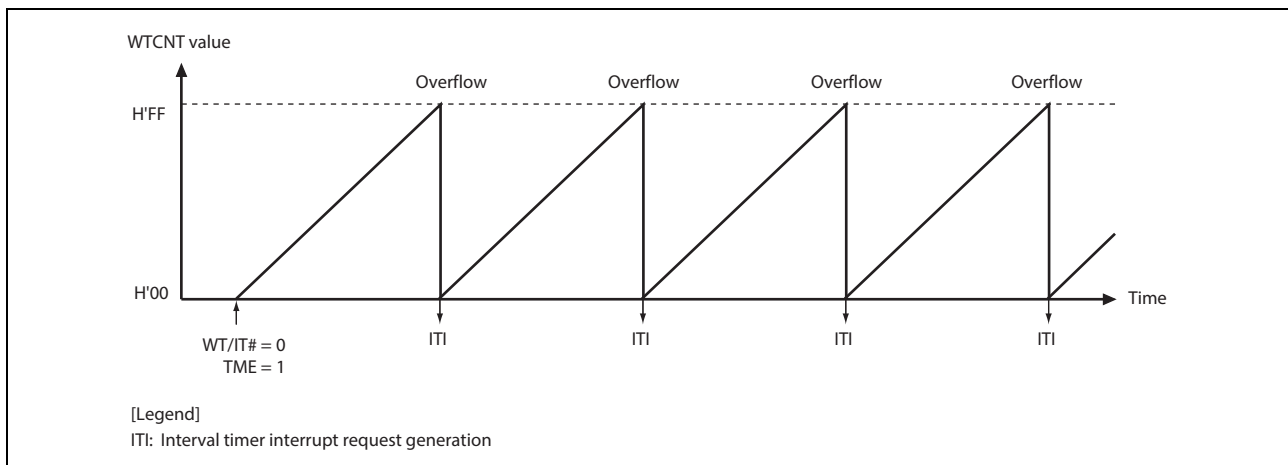 WTCNT value
Overflow Overflow Overflow Overflow
H'FF
H'00
Time
WT/IT# = 0
TME = 1
ITI ITI ITI ITI
[Legend]
ITI: Interval timer interrupt request generation